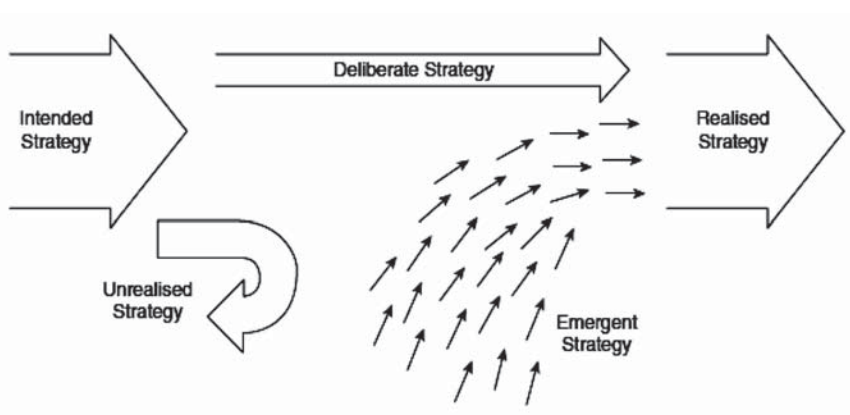 Deliberate Strategy
Intended
Strategy
Realised
Strategy
Unrealised
Strategy
Emergent
Strategy